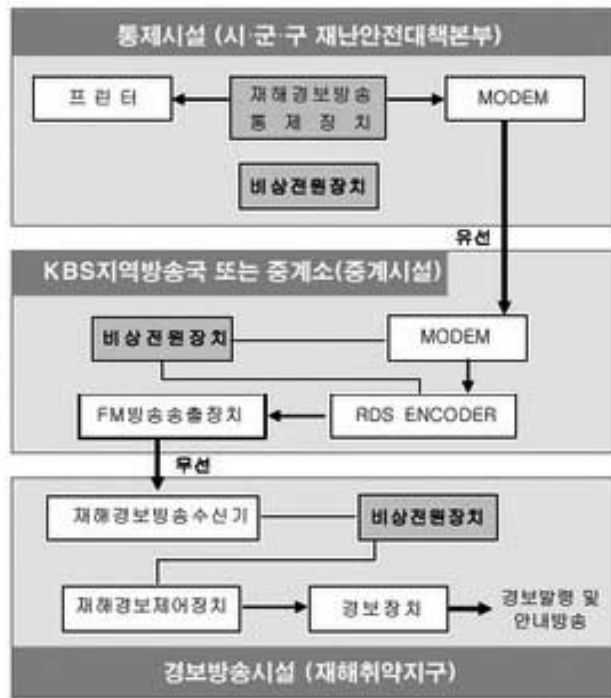 통제시설 (시·군·구 재난안전대책본부)
프린터
재해경보방송
통제장치
MODEM
비상전원장치
유선
KBS지역방송국 또는 중계소(중계시설)
비상전원장치
MODEM
FM방송송출장치
RDS ENCODER
무선
재해경보방송수신기
비상전원장치
재해경보제어장치
경보장치
경보발령 및
안내방송
경보방송시설 (재해취약지구)